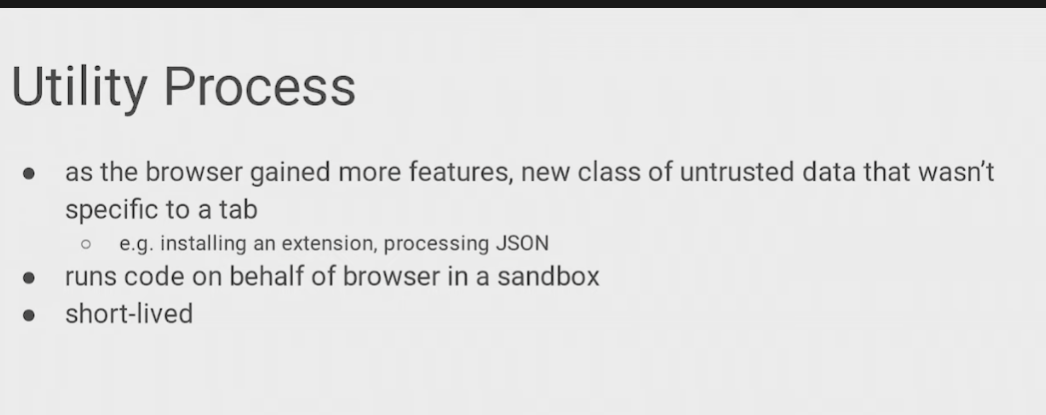 Utility Process
● as the browser gained more features, new class of untrusted data that wasn't
specific to a tab
○ e.g. installing an extension, processing JSON
● runs code on behalf of browser in a sandbox
● short-lived